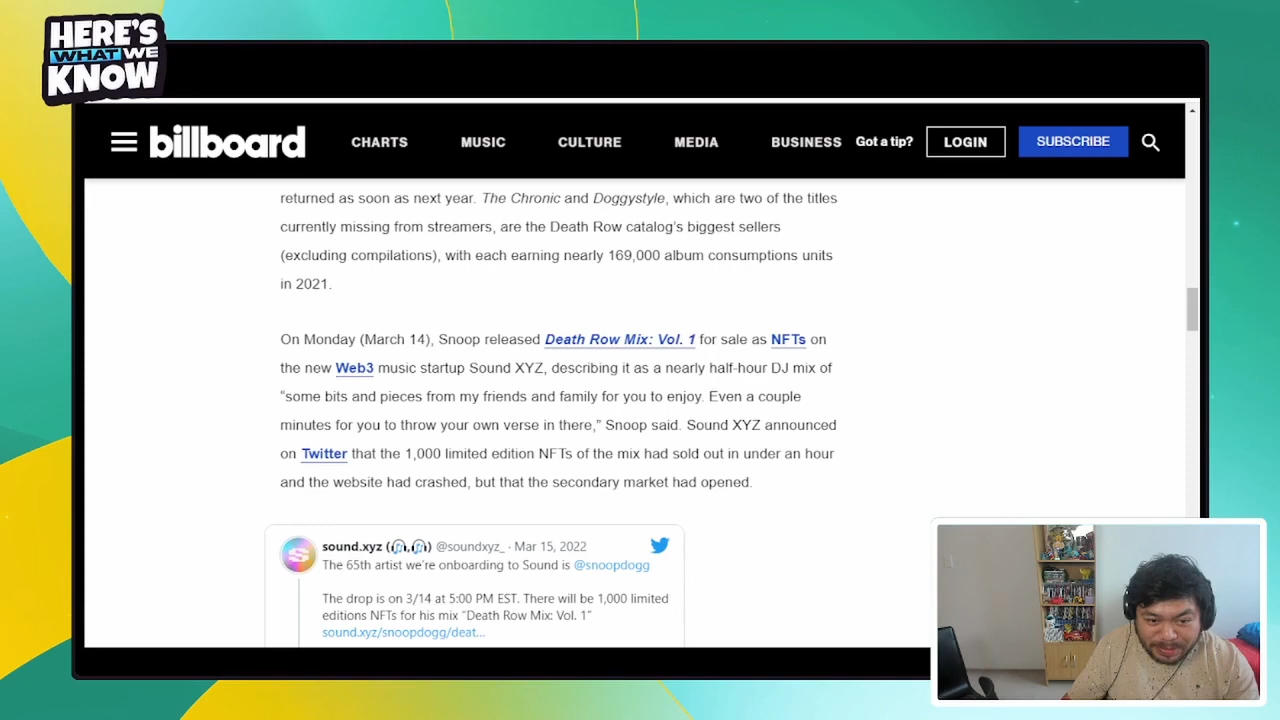 HERE'S
WHAT WE
KNOW
billboard
CHARTS
MUSIC
CULTURE
MEDIA
BUSINESS
Got a tip?
LOGIN
SUBSCRIBE
returned as soon as next year. The Chronic and Doggystyle, which are two of the titles
currently missing from streamers, are the Death Row catalog's biggest sellers
(excluding compilations), with each earning nearly 169,000 album consumptions units
in 2021.
On Monday (March 14), Snoop released Death Row Mix: Vol. 1 for sale as NFTs on
the new Web3 music startup Sound XYZ, describing it as a nearly half-hour DJ mix of
“some bits and pieces from my friends and family for you to enjoy. Even a couple
minutes for you to throw your own verse in there,” Snoop said. Sound XYZ announced
on Twitter that the 1,000 limited edition NFTs of the mix had sold out in under an hour
and the website had crashed, but that the secondary market had opened.
sound.xyz (🎧,🎧) @soundxyz_ · Mar 15, 2022
The 65th artist we're onboarding to Sound is @snoopdogg
The drop is on 3/14 at 5:00 PM EST. There will be 1,000 limited
editions NFTs for his mix “Death Row Mix: Vol. 1”
sound.xyz/snoopdogg/deat...